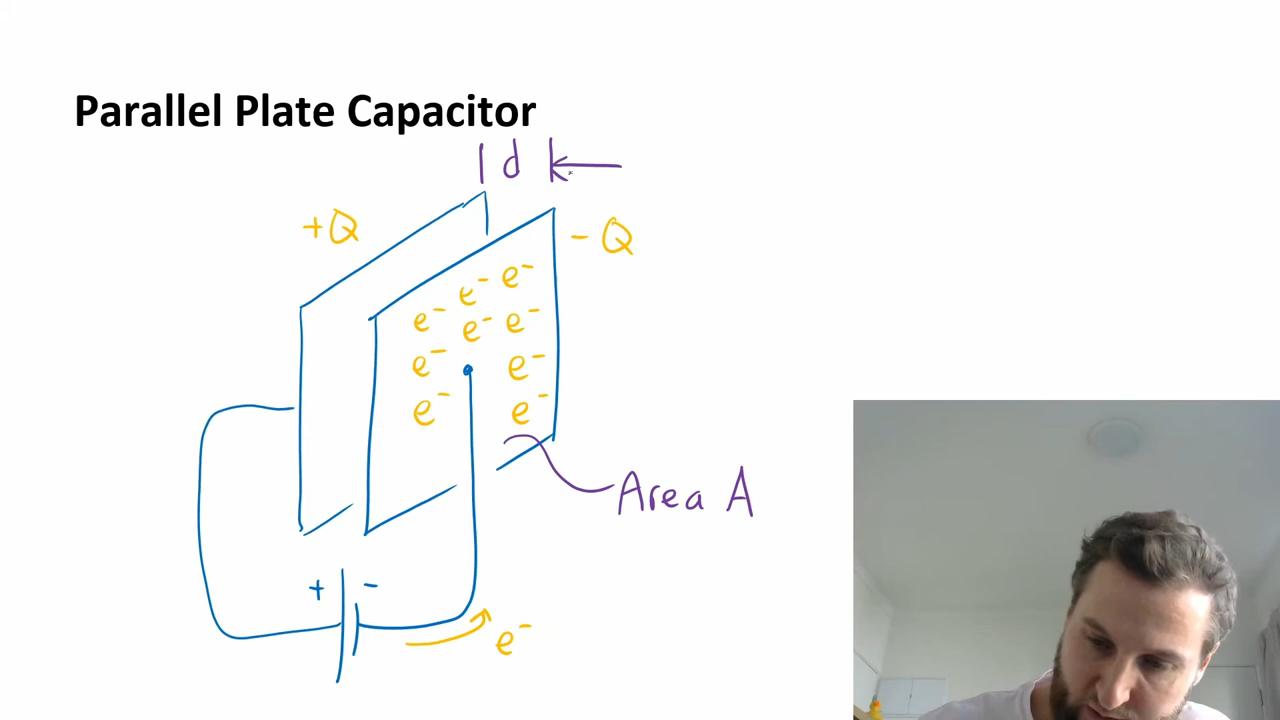 Parallel Plate Capacitor
d
+Q
- Q
e⁻ e⁻
e⁻ e⁻ e⁻
e⁻ e⁻
e⁻ e⁻
Area A
+ -
e⁻